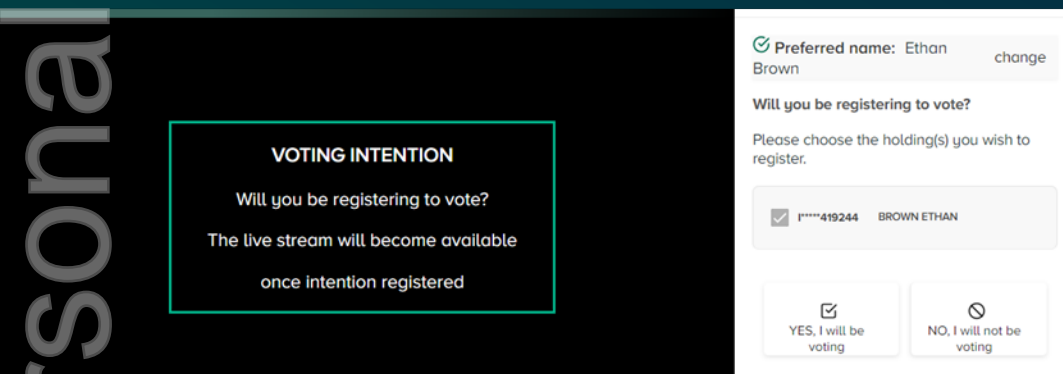 sonal
VOTING INTENTION
Will you be registering to vote?
The live stream will become available
once intention registered
Preferred name: Ethan
Brown
change
Will you be registering to vote?
Please choose the holding(s) you wish to
register.
I*****419244 BROWN ETHAN
YES, I will be
voting
NO, I will not be
voting